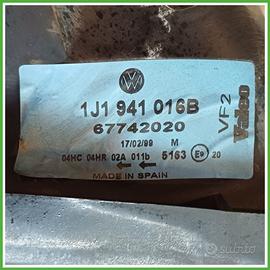 1J1 941 016B
67742020
17/02/99 M
04HC 04HR 02A 011b 5163 E9 20
MADE IN SPAIN
VF2
Valeo
subito